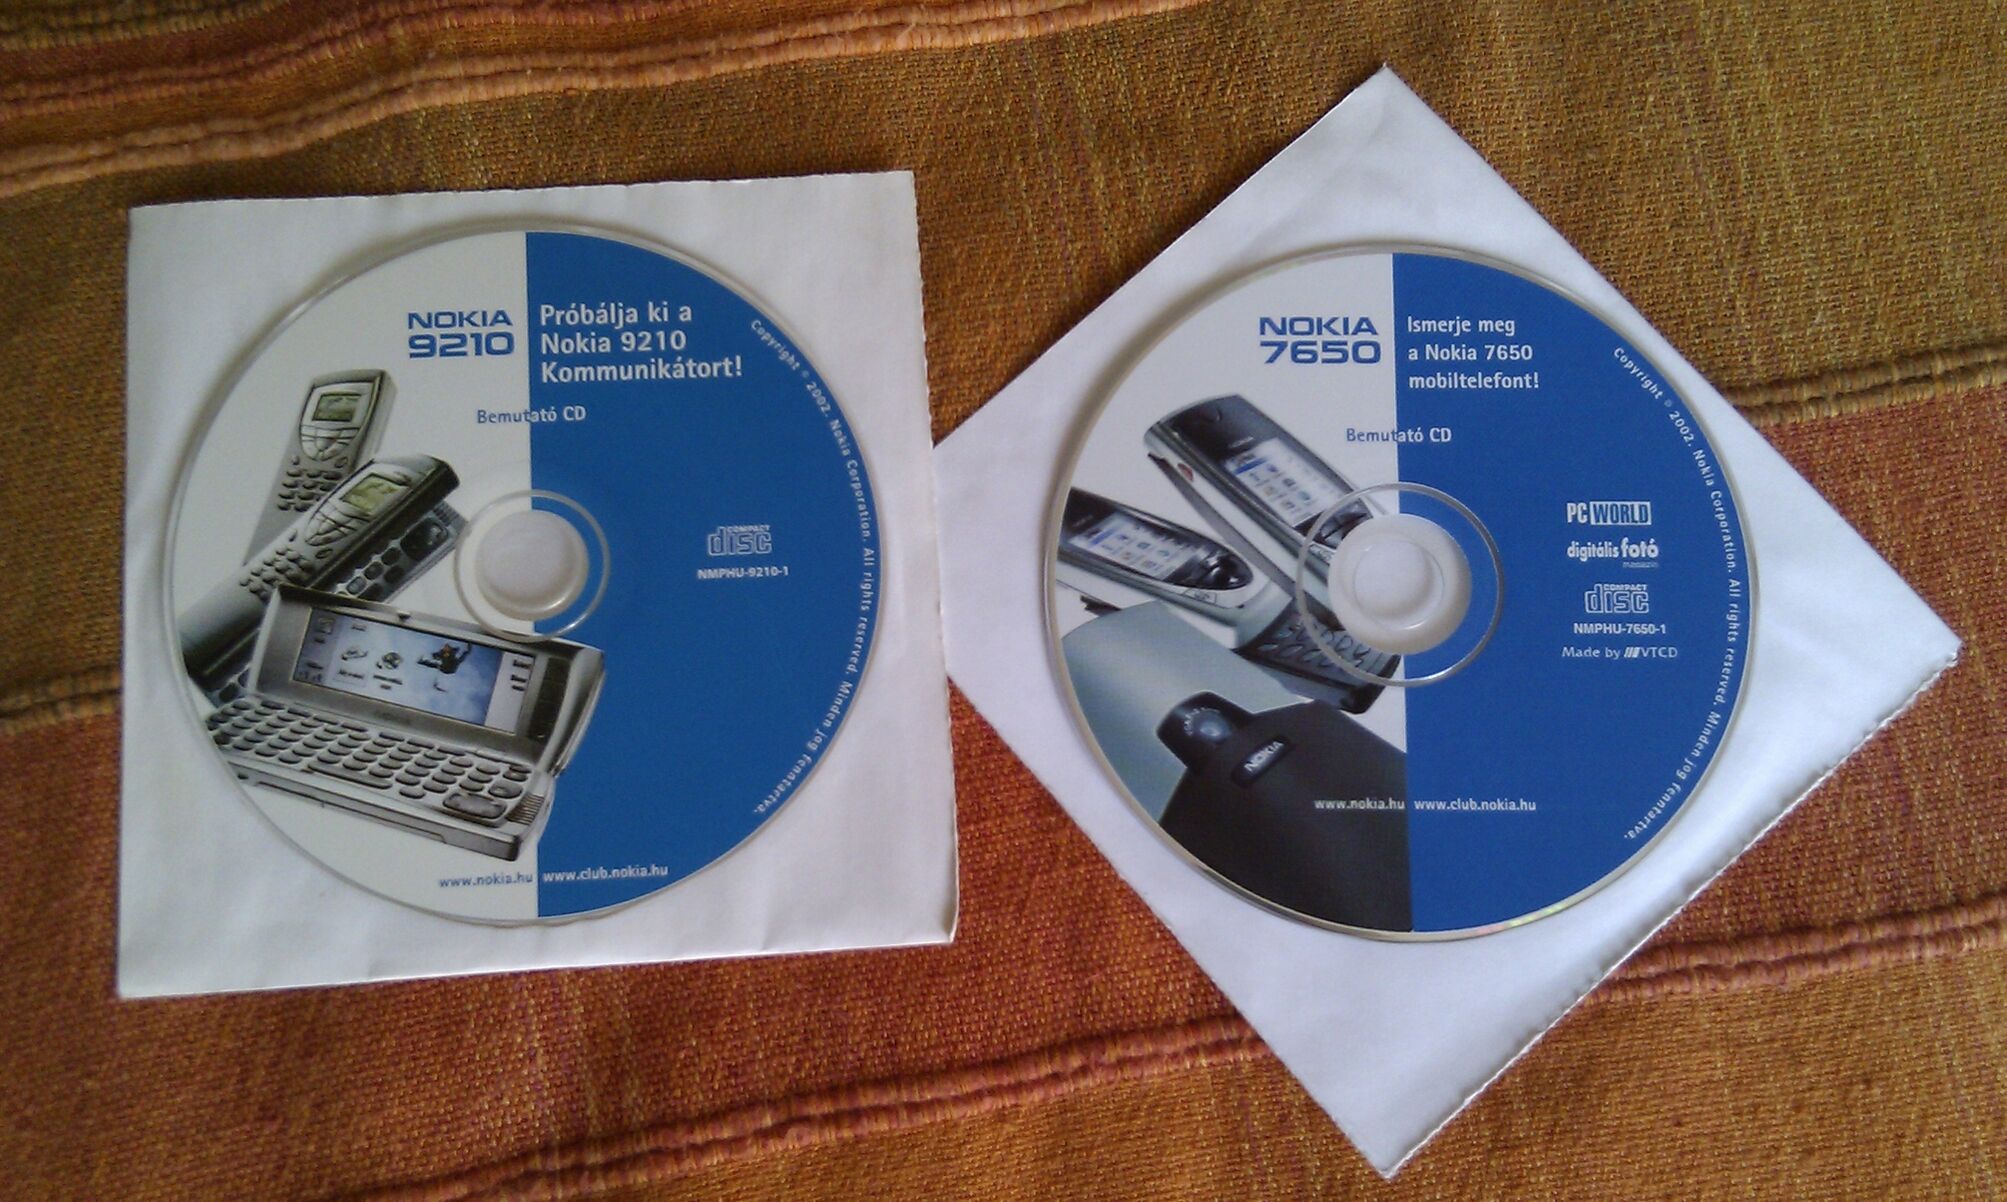 NOKIA
9210
Próbálja ki a
Nokia 9210
Kommunikátort!
Bemutató CD
COMPACT
disc
NMPHU-9210-1
Copyright © 2002. Nokia Corporation. All rights reserved. Minden jog fenntartva.
www.nokia.hu www.club.nokia.hu
NOKIA
7650
Ismerje meg
a Nokia 7650
mobiltelefont!
Bemutató CD
PC WORLD
digitális fotó
magazin
COMPACT
disc
NMPHU-7650-1
Made by VTCD
NOKIA
Copyright © 2002. Nokia Corporation. All rights reserved. Minden jog fenntartva.
www.nokia.hu www.club.nokia.hu